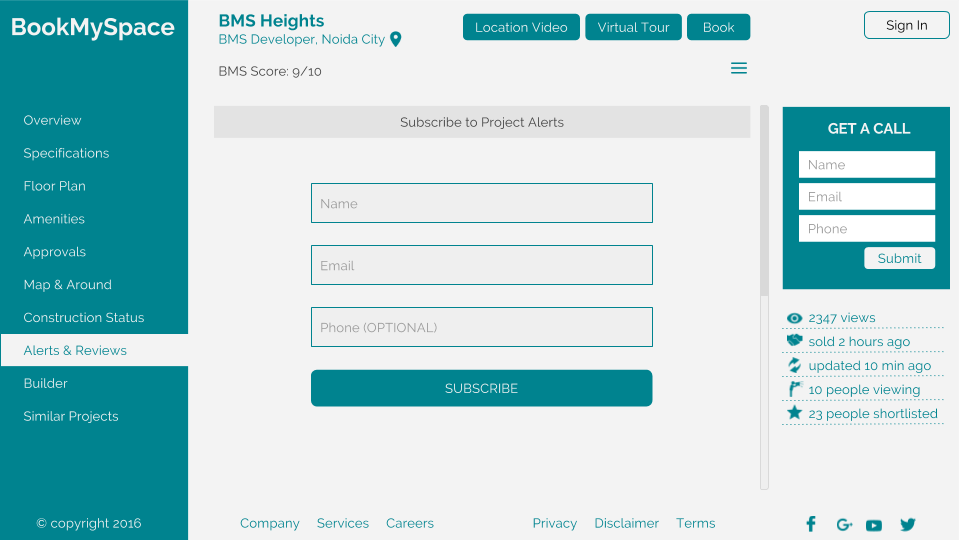 BookMySpace
Overview
Specifications
Floor Plan
Amenities
Approvals
Map & Around
Construction Status
Alerts & Reviews
Builder
Similar Projects
© copyright 2016
BMS Heights
BMS Developer, Noida City
BMS Score: 9/10
Location Video
Virtual Tour
Book
Sign In
Subscribe to Project Alerts
Name
Email
Phone (OPTIONAL)
SUBSCRIBE
GET A CALL
Name
Email
Phone
Submit
2347 views
sold 2 hours ago
updated 10 min ago
10 people viewing
23 people shortlisted
Company Services Careers Privacy Disclaimer Terms